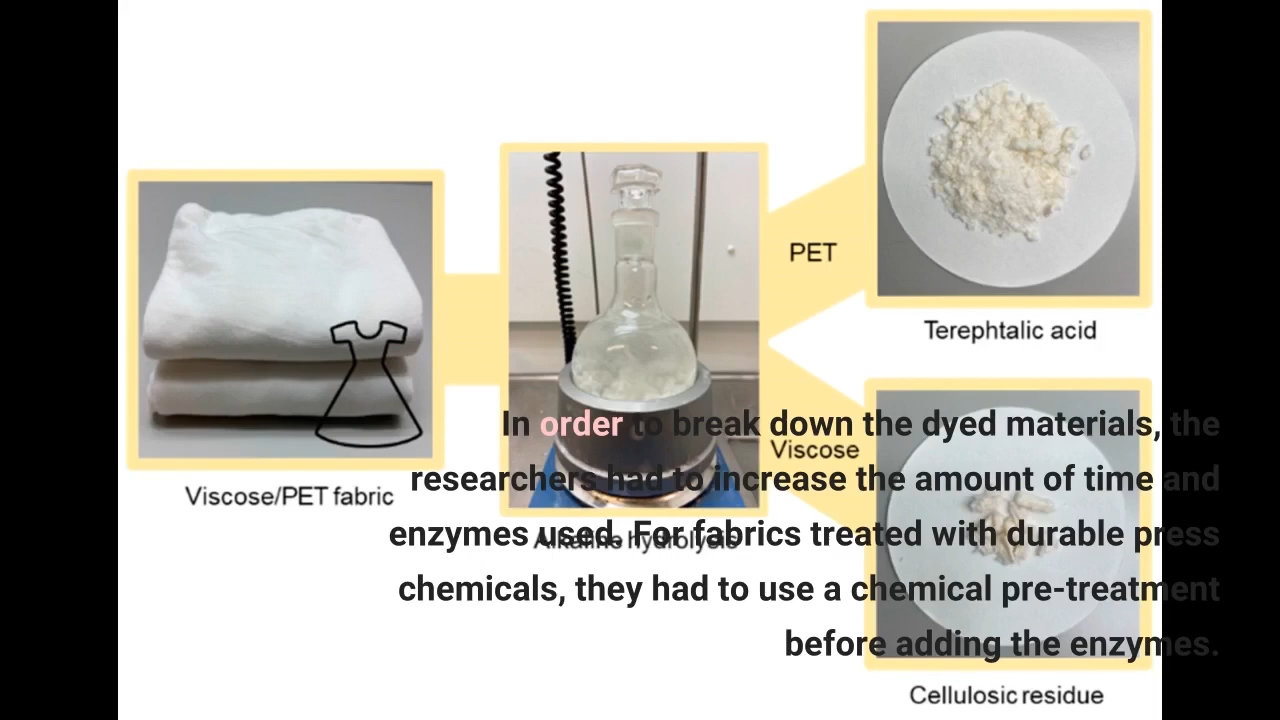 PET
Terephtalic acid
In order to break down the dyed materials, the
Viscose
researchers had to increase the amount of time and
Viscose/PET fabric
enzymes used. For fabrics treated with durable press
Alkaline hydrolysis
chemicals, they had to use a chemical pre-treatment
before adding the enzymes.
Cellulosic residue